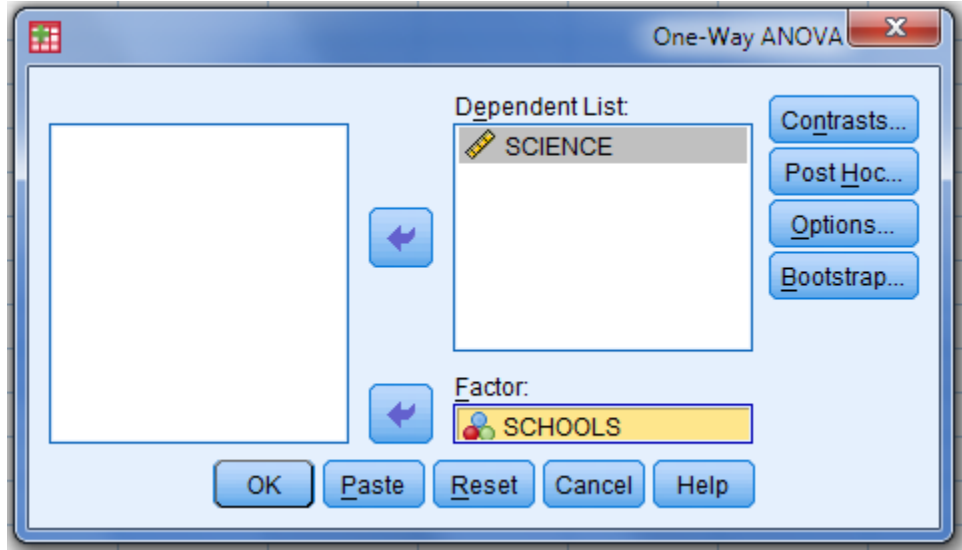 One-Way ANOVA
Dependent List:
SCIENCE
Contrasts...
Post Hoc...
Options...
Bootstrap...
Factor:
SCHOOLS
OK Paste Reset Cancel Help